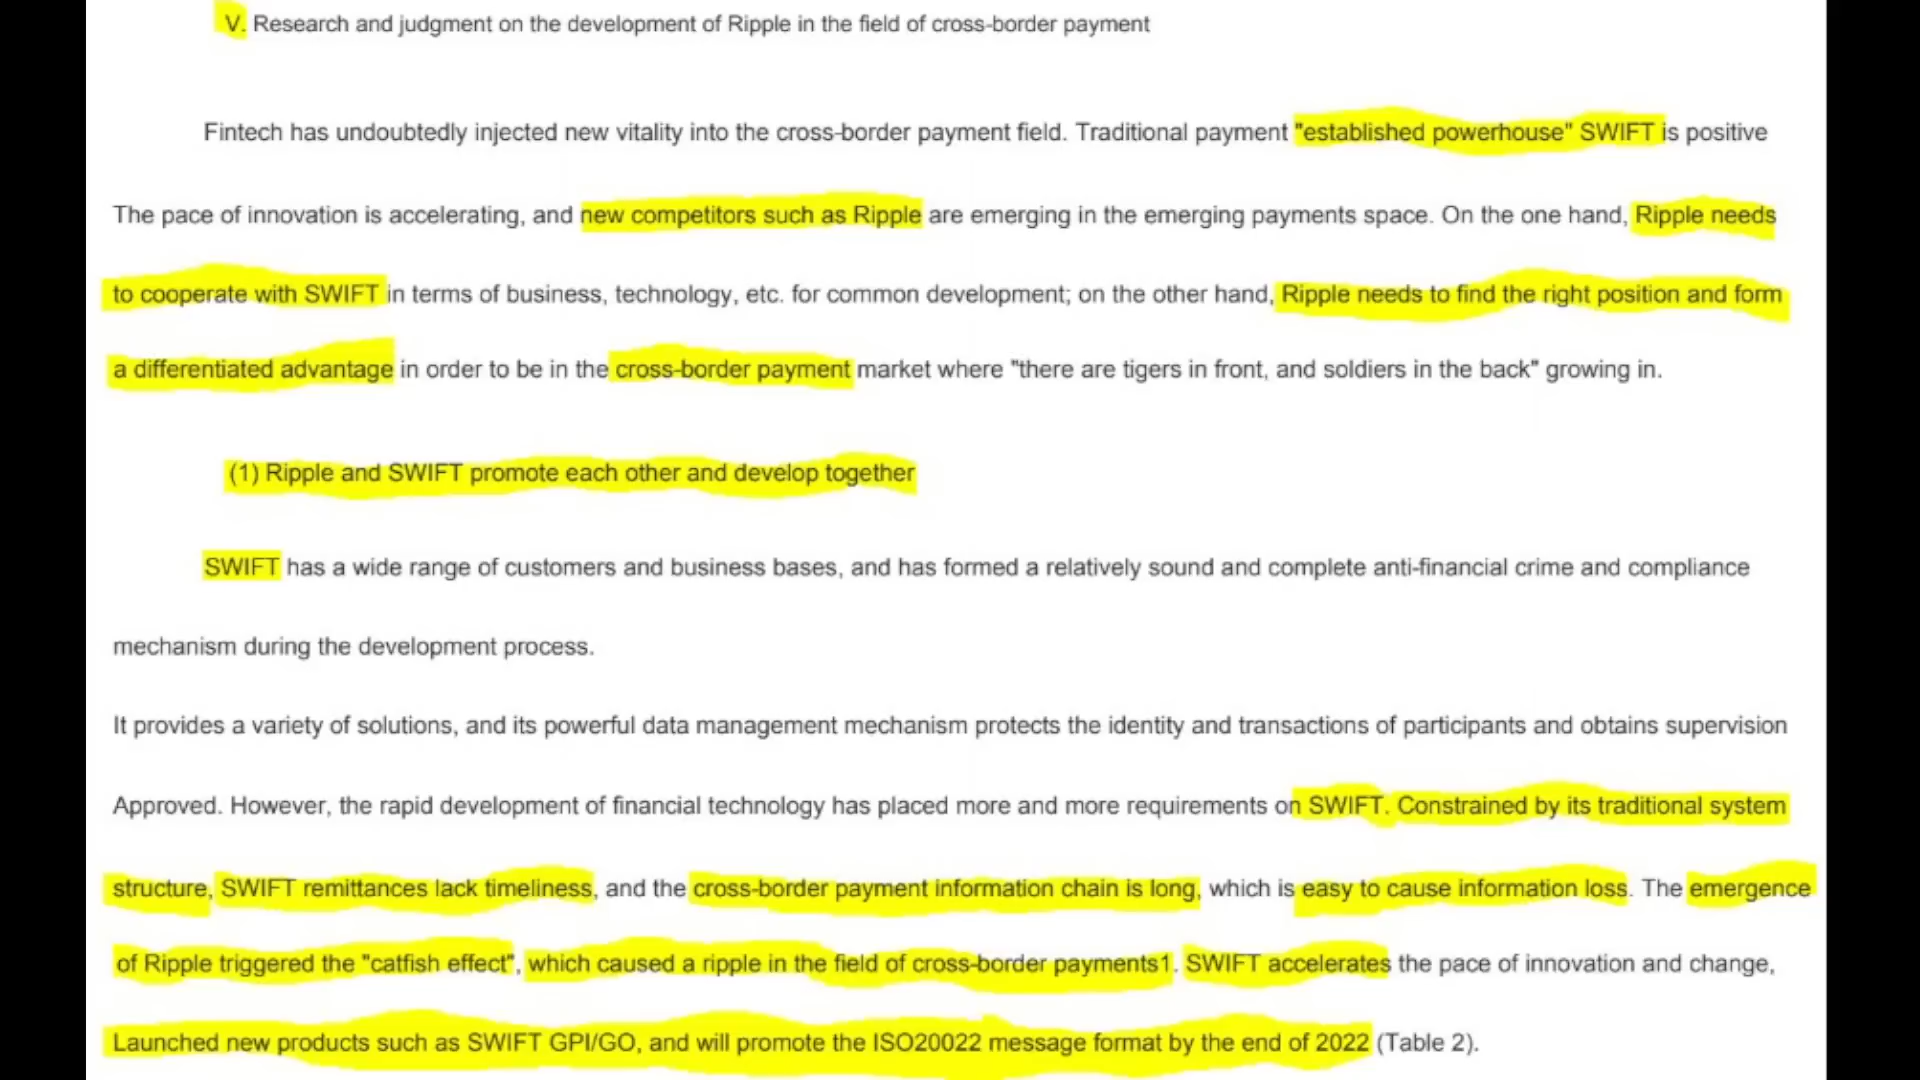 V. Research and judgment on the development of Ripple in the field of cross-border payment
Fintech has undoubtedly injected new vitality into the cross-border payment field. Traditional payment "established powerhouse" SWIFT is positive
The pace of innovation is accelerating, and new competitors such as Ripple are emerging in the emerging payments space. On the one hand, Ripple needs
to cooperate with SWIFT in terms of business, technology, etc. for common development; on the other hand, Ripple needs to find the right position and form
a differentiated advantage in order to be in the cross-border payment market where "there are tigers in front, and soldiers in the back" growing in.
(1) Ripple and SWIFT promote each other and develop together
SWIFT has a wide range of customers and business bases, and has formed a relatively sound and complete anti-financial crime and compliance
mechanism during the development process.
It provides a variety of solutions, and its powerful data management mechanism protects the identity and transactions of participants and obtains supervision
Approved. However, the rapid development of financial technology has placed more and more requirements on SWIFT. Constrained by its traditional system
structure, SWIFT remittances lack timeliness, and the cross-border payment information chain is long, which is easy to cause information loss. The emergence
of Ripple triggered the "catfish effect", which caused a ripple in the field of cross-border payments1. SWIFT accelerates the pace of innovation and change,
Launched new products such as SWIFT GPI/GO, and will promote the ISO20022 message format by the end of 2022 (Table 2).